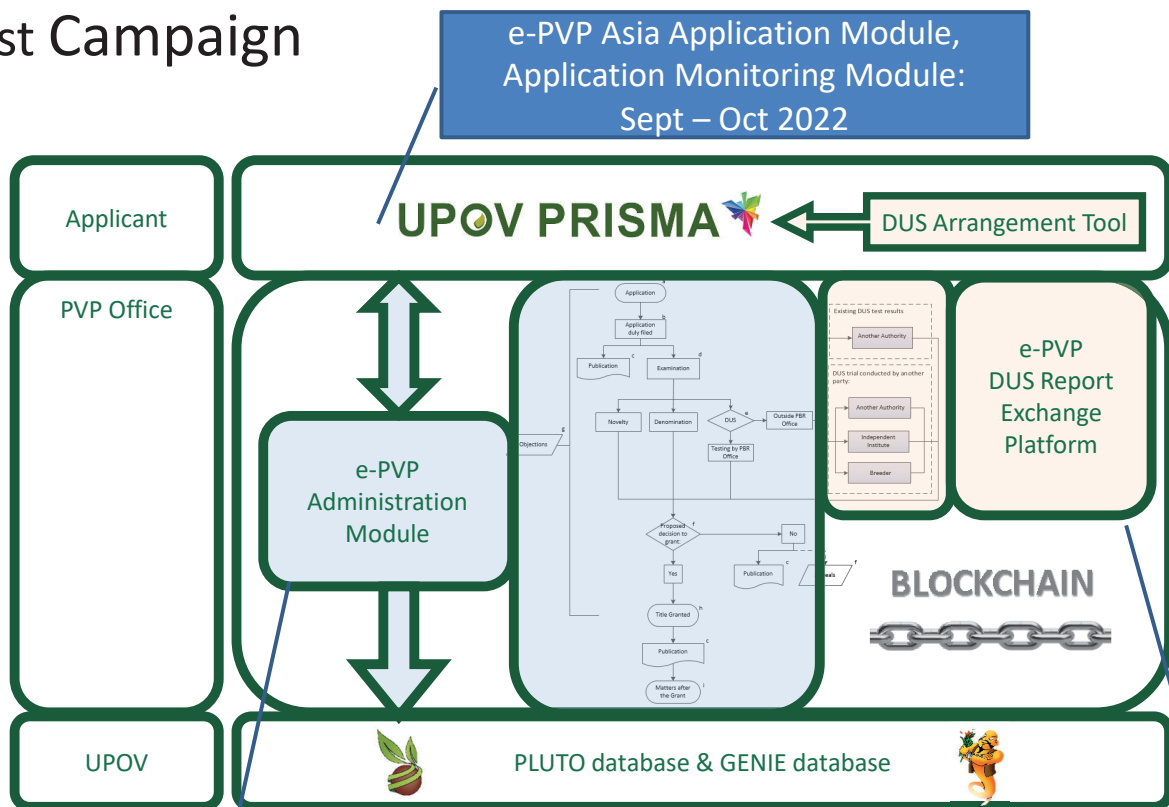 st Campaign
e-PVP Asia Application Module,
Application Monitoring Module:
Sept – Oct 2022
Applicant
UPOV PRISMA
DUS Arrangement Tool
PVP Office
e-PVP
Administration
Module
Application
Application
duly filed
b
Publication
c
Examination
d
Novelty
Denomination
DUS
e
Outside PBR
Office
Testing by PBR
Office
Objections
g
Proposed
decision to
grant:
f
No
Yes
Publication
c
eals
f
Title Granted
h
Publication
c
Matters after
the Grant
i
Existing DUS test results
Another Authority
DUS trial conducted by another
party:
Another Authority
Independent
Institute
Breeder
e-PVP
DUS Report
Exchange
Platform
BLOCKCHAIN
UPOV
PLUTO database & GENIE database